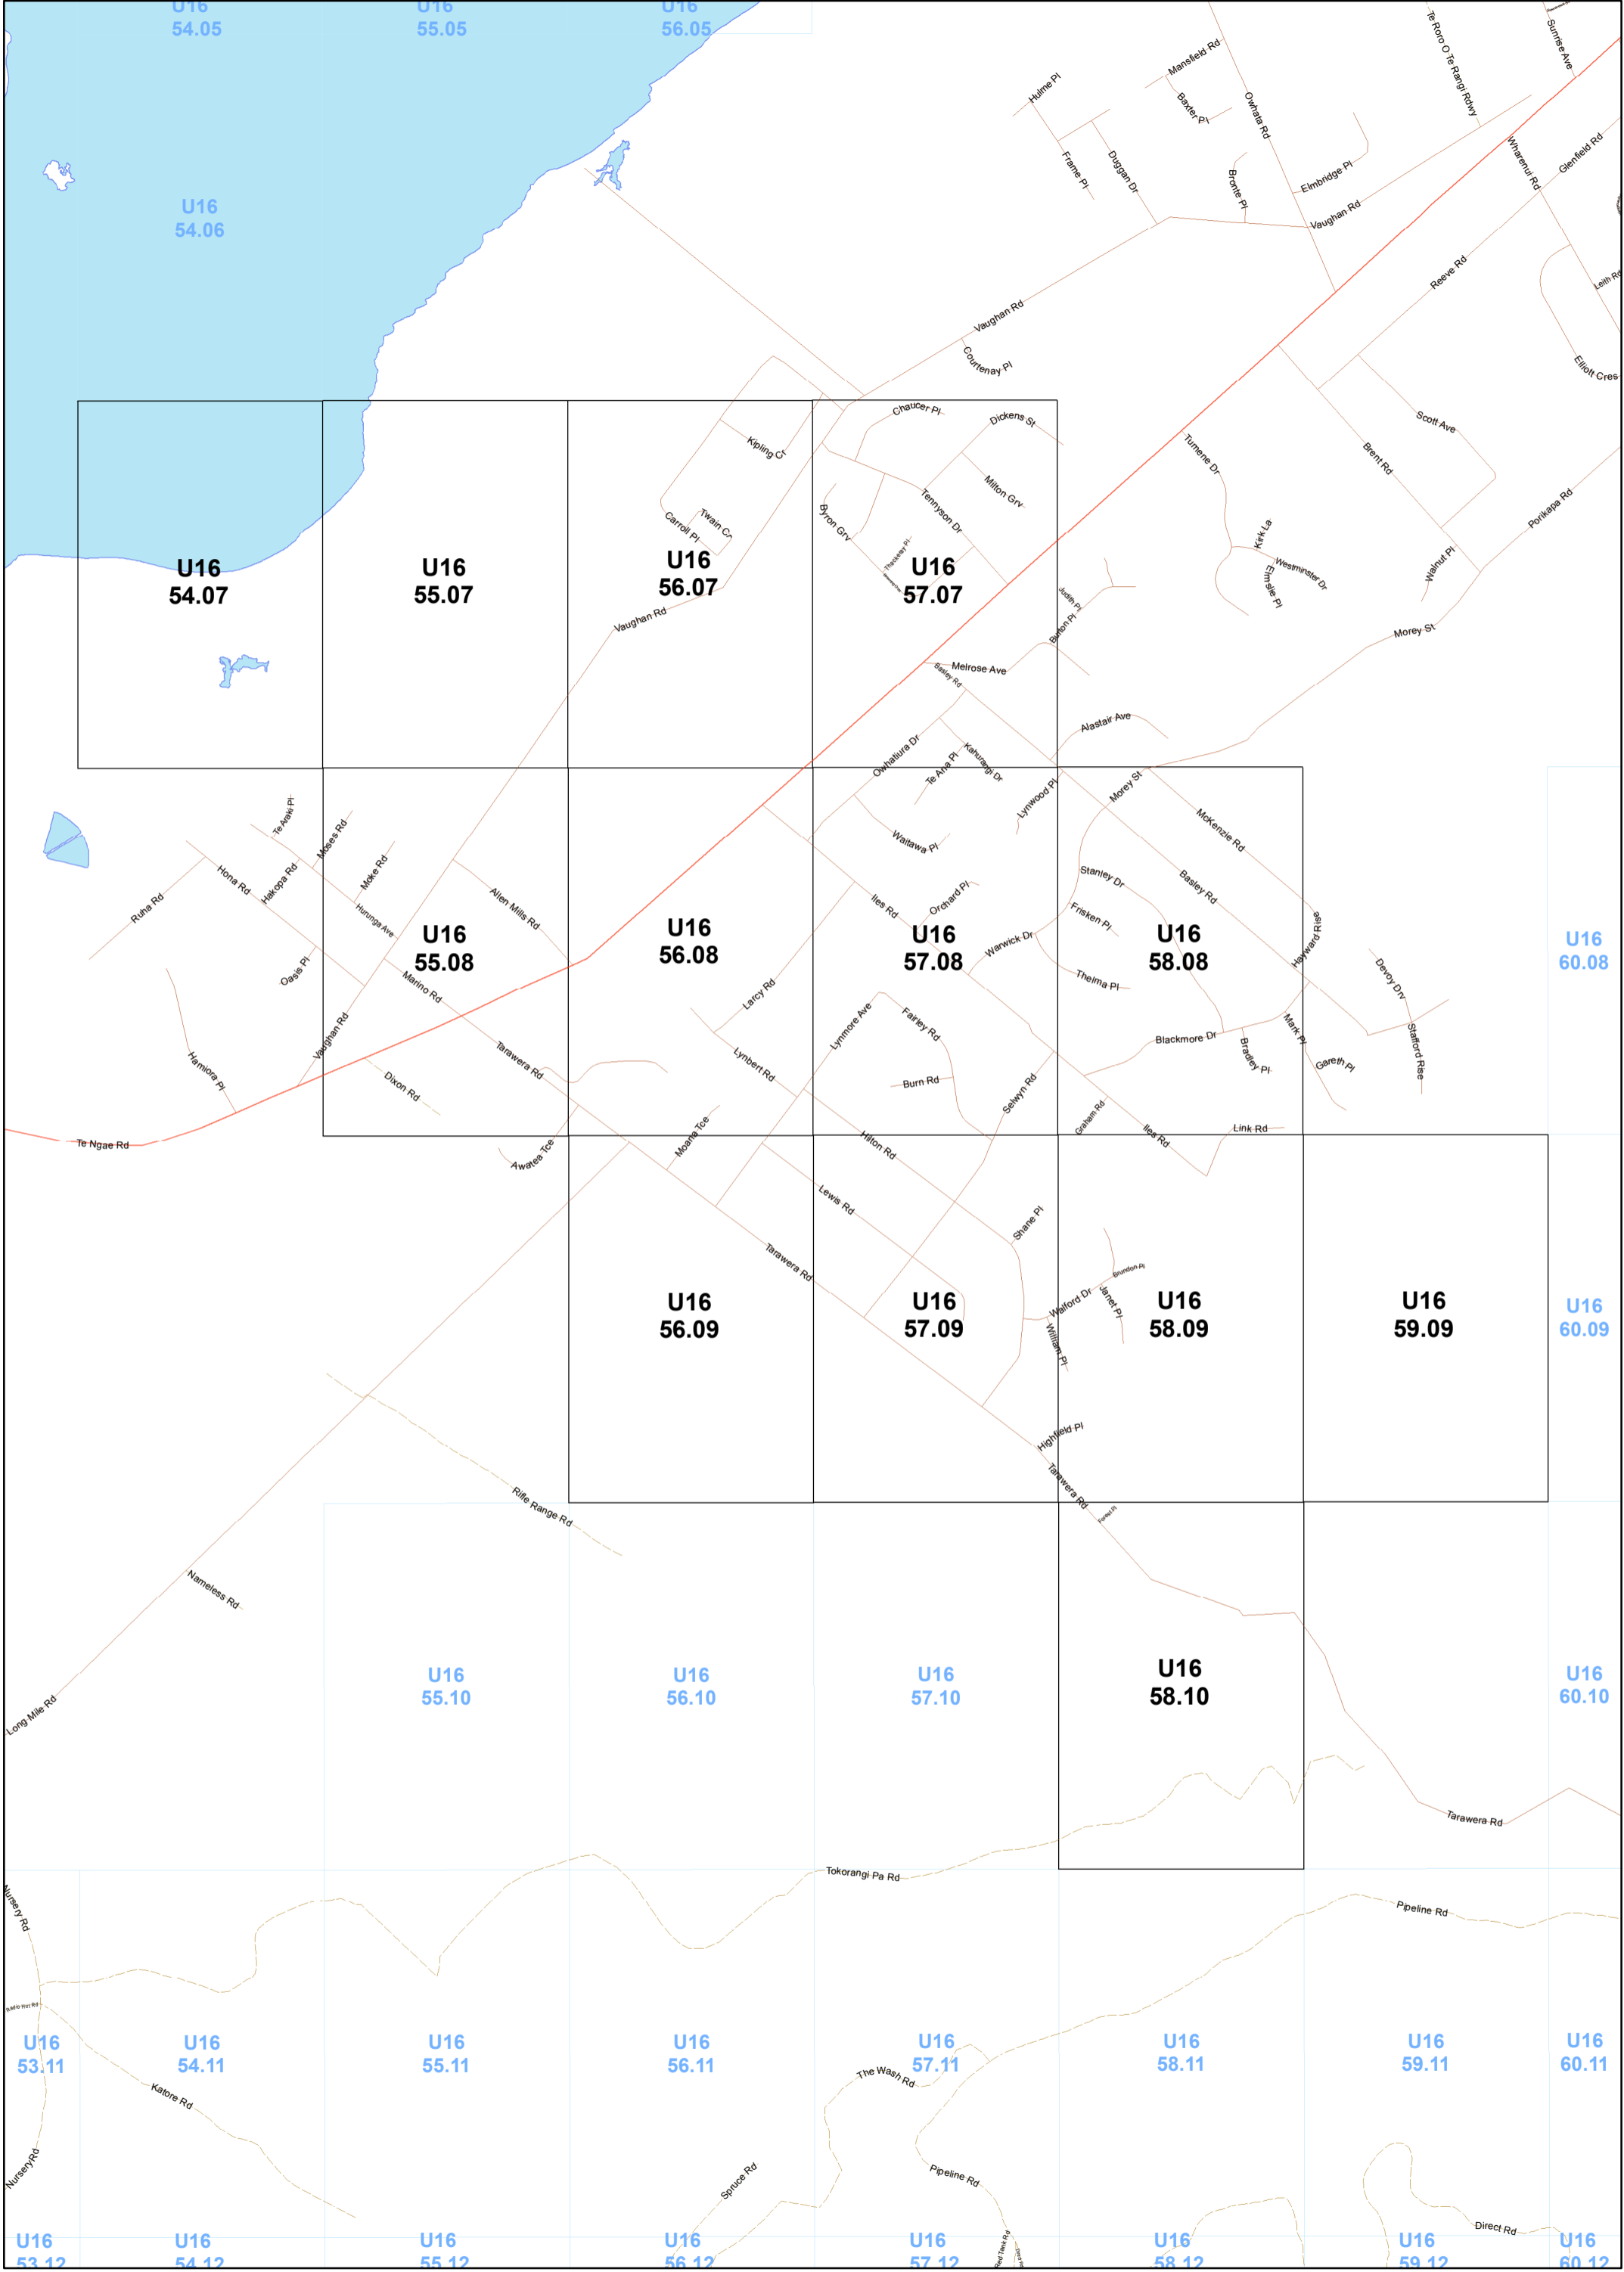 U16
54.05
U16
55.05
U16
56.05
Te Roro O Te Rangi Rdwy
Sunrise Ave
Mansfield Rd
Hulme Pl
Baxter Pl
Owhata Rd
Wharenui Rd
Glenfield Rd
Frame Pl
Duggan Dr
Bronte Pl
Elmbridge Pl
U16
54.06
Vaughan Rd
Reeve Rd
Leith Rd
Vaughan Rd
Courtenay Pl
Elliott Cres
Chaucer Pl
Dickens St
Scott Ave
Kipling Ct
Tumene Dr
Brent Rd
Milton Grv
Tennyson Dr
Byron Grv
Twain Cr
Carroll Pl
Porikapa Rd
Kirk La
Thackeray Pl
Westminster Dr
Elmslie Pl
Walnut Pl
U16
54.07
U16
55.07
U16
56.07
U16
57.07
Vaughan Rd
Judith Pl
Burton Pl
Morey St
Melrose Ave
Basley Rd
Alastair Ave
Owhatiura Dr
Kahurangi Dr
Te Ana Pl
Lynwood Pl
Morey St
McKenzie Rd
Te Araki Pl
Moses Rd
Waitawa Pl
Moke Rd
Hona Rd
Hakopa Rd
Ruha Rd
Hurunga Ave
Allen Mills Rd
Iles Rd
Orchard Pl
Stanley Dr
Basley Rd
Frisken Pl
Hayward Rise
Warwick Dr
U16
55.08
U16
56.08
U16
57.08
U16
58.08
U16
60.08
Oasis Pl
Marino Rd
Larcy Rd
Thelma Pl
Devoy Drv
Vaughan Rd
Lynmore Ave
Fairley Rd
Mark Pl
Stafford Rise
Hamiora Pl
Tarawera Rd
Lynbert Rd
Blackmore Dr
Bradley Pl
Gareth Pl
Dixon Rd
Burn Rd
Selwyn Rd
Graham Rd
Iles Rd
Link Rd
Te Ngae Rd
Awatea Tce
Moana Tce
Hilton Rd
Lewis Rd
Shane Pl
Tarawera Rd
Brunton Pl
Walford Dr
Janet Pl
William Pl
U16
56.09
U16
57.09
U16
58.09
U16
59.09
U16
60.09
Highfield Pl
Tarawera Rd
Forest Pl
Rifle Range Rd
Nameless Rd
Long Mile Rd
U16
55.10
U16
56.10
U16
57.10
U16
58.10
U16
60.10
Tarawera Rd
Tokorangi Pa Rd
Pipeline Rd
Nursery Rd
U16
53.11
U16
54.11
U16
55.11
U16
56.11
U16
57.11
U16
58.11
U16
59.11
U16
60.11
The Wash Rd
Katore Rd
Nursery Rd
Spruce Rd
Pipeline Rd
Direct Rd
Red Tank Rd
U16
53.12
U16
54.12
U16
55.12
U16
56.12
U16
57.12
U16
58.12
U16
59.12
U16
60.12